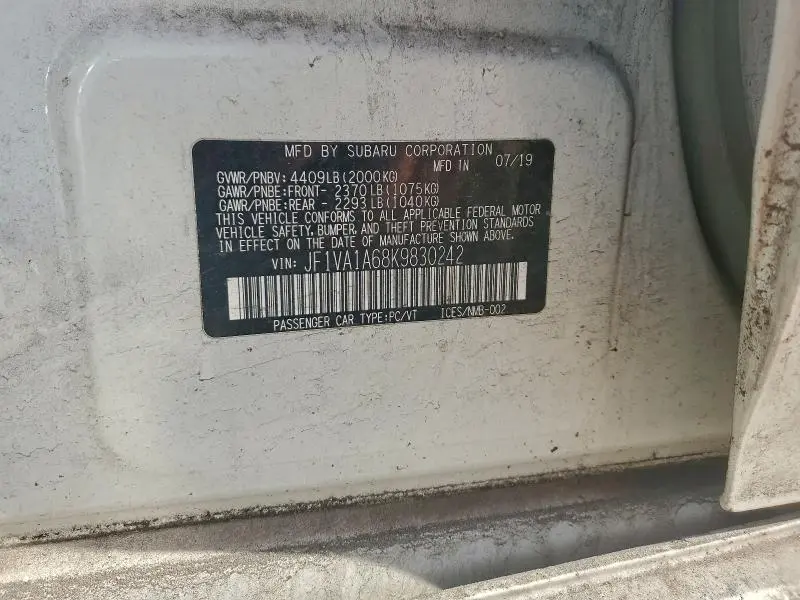 MFD BY SUBARU CORPORATION
MFD IN 07/19
GVWR/PNBV: 4409LB(2000KG)
GAWR/PNBE:FRONT- 2370LB(1075KG)
GAWR/PNBE:REAR - 2293LB(1040KG)
THIS VEHICLE CONFORMS TO ALL APPLICABLE FEDERAL MOTOR
VEHICLE SAFETY, BUMPER, AND THEFT PREVENTION STANDARDS
IN EFFECT ON THE DATE OF MANUFACTURE SHOWN ABOVE.
VIN: JF1VA1A68K9830242
PASSENGER CAR TYPE:PC/VT ICES/NMB-002